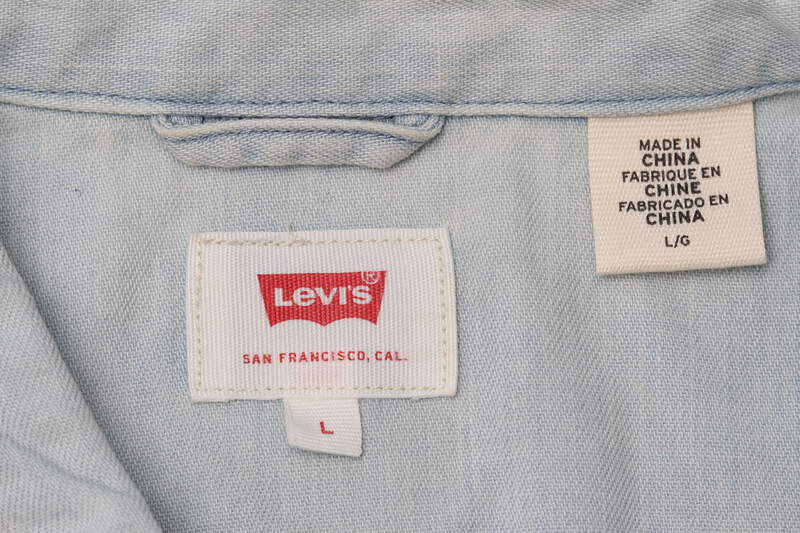 MADE IN
CHINA
FABRIQUE EN
CHINE
FABRICADO EN
CHINA
L/G
LEVI'S®
SAN FRANCISCO, CAL.
L